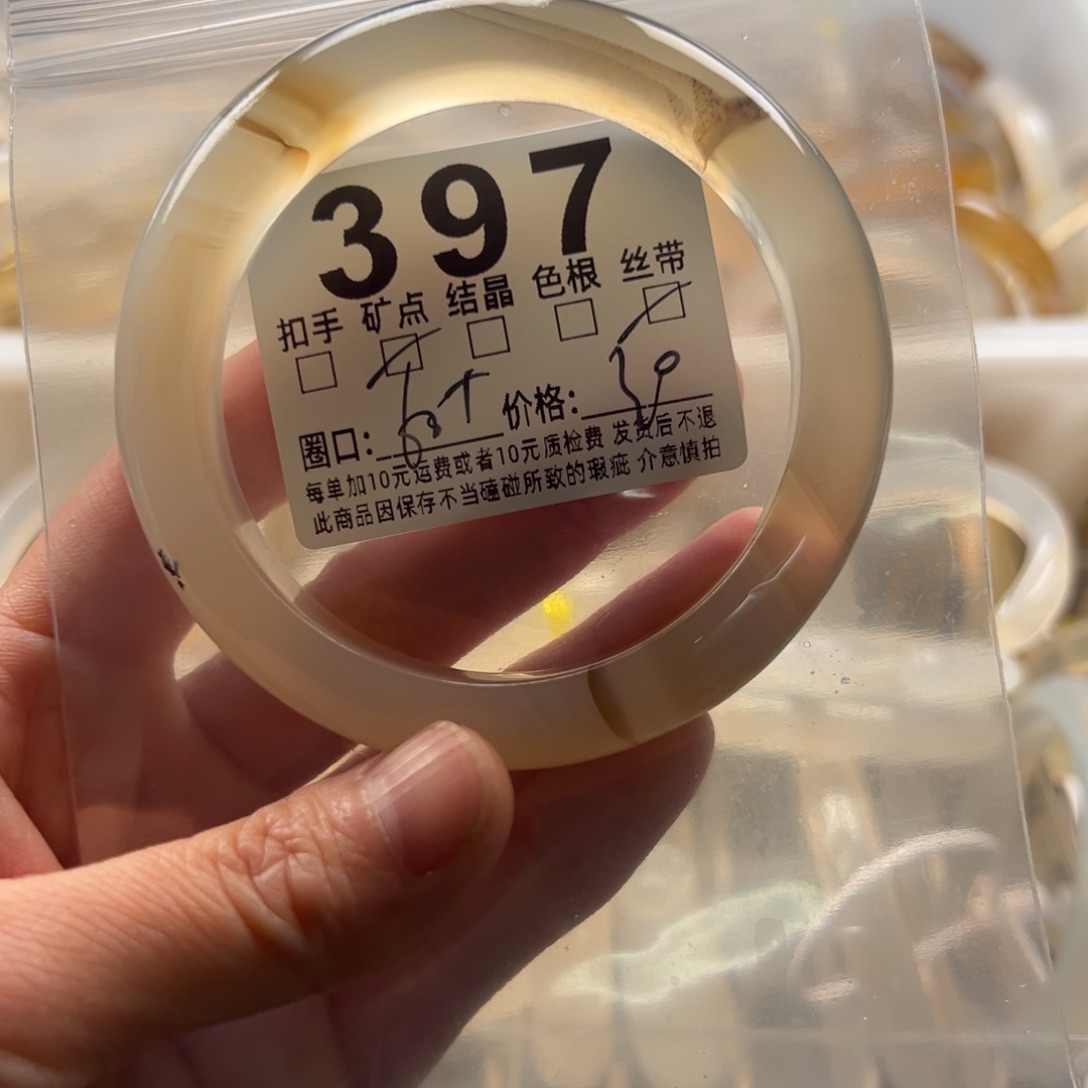 397
扣手 矿点 结晶 色根 丝带
圈口: 价格:
每单加10元运费或者10元质检费 发货后不退
此商品因保存不当磕碰所致的瑕疵 介意慎拍